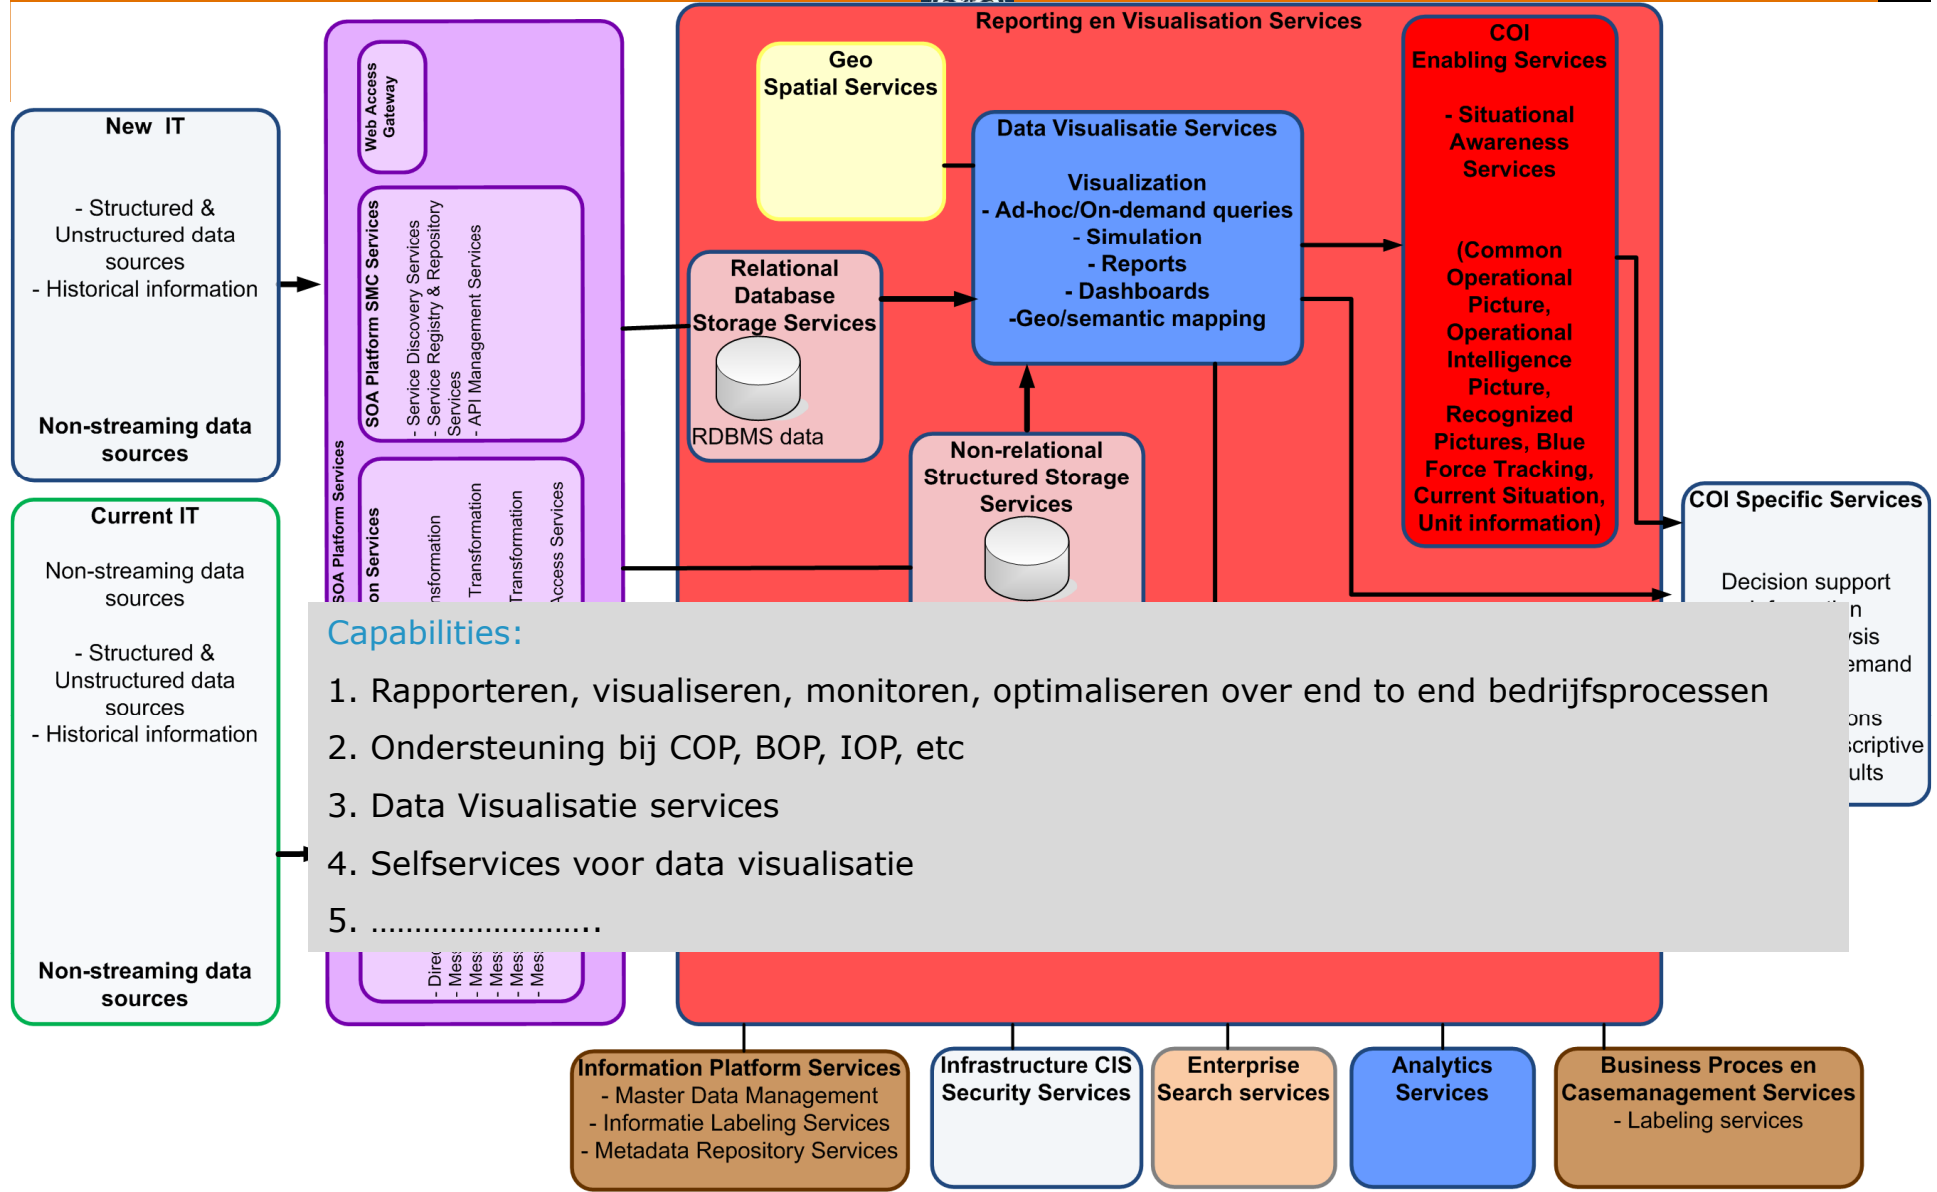 Reporting en Visualisation Services
New IT
- Structured &
Unstructured data
sources
- Historical information
Non-streaming data
sources
Current IT
Non-streaming data
sources
- Structured &
Unstructured data
sources
- Historical information
Non-streaming data
sources
SOA Platform Services
Web Access
Gateway
SOA Platform SMC Services
- Service Discovery Services
- Service Registry & Repository
Services
- API Management Services
Services
Transformation
Transformation
Access Services
Geo
Spatial Services
Relational
Database
Storage Services
RDBMS data
Data Visualisatie Services
Visualization
- Ad-hoc/On-demand queries
- Simulation
- Reports
- Dashboards
-Geo/semantic mapping
Non-relational
Structured Storage
Services
COI
Enabling Services
- Situational
Awareness
Services
(Common
Operational
Picture,
Operational
Intelligence
Picture,
Recognized
Pictures, Blue
Force Tracking,
Current Situation,
Unit information)
COI Specific Services
Decision support
Capabilities:
1. Rapporteren, visualiseren, monitoren, optimaliseren over end to end bedrijfsprocessen
2. Ondersteuning bij COP, BOP, IOP, etc
3. Data Visualisatie services
4. Selfservices voor data visualisatie
5. ……………………..
Information Platform Services
- Master Data Management
- Informatie Labeling Services
- Metadata Repository Services
Infrastructure CIS
Security Services
Enterprise
Search services
Analytics
Services
Business Proces en
Casemanagement Services
- Labeling services